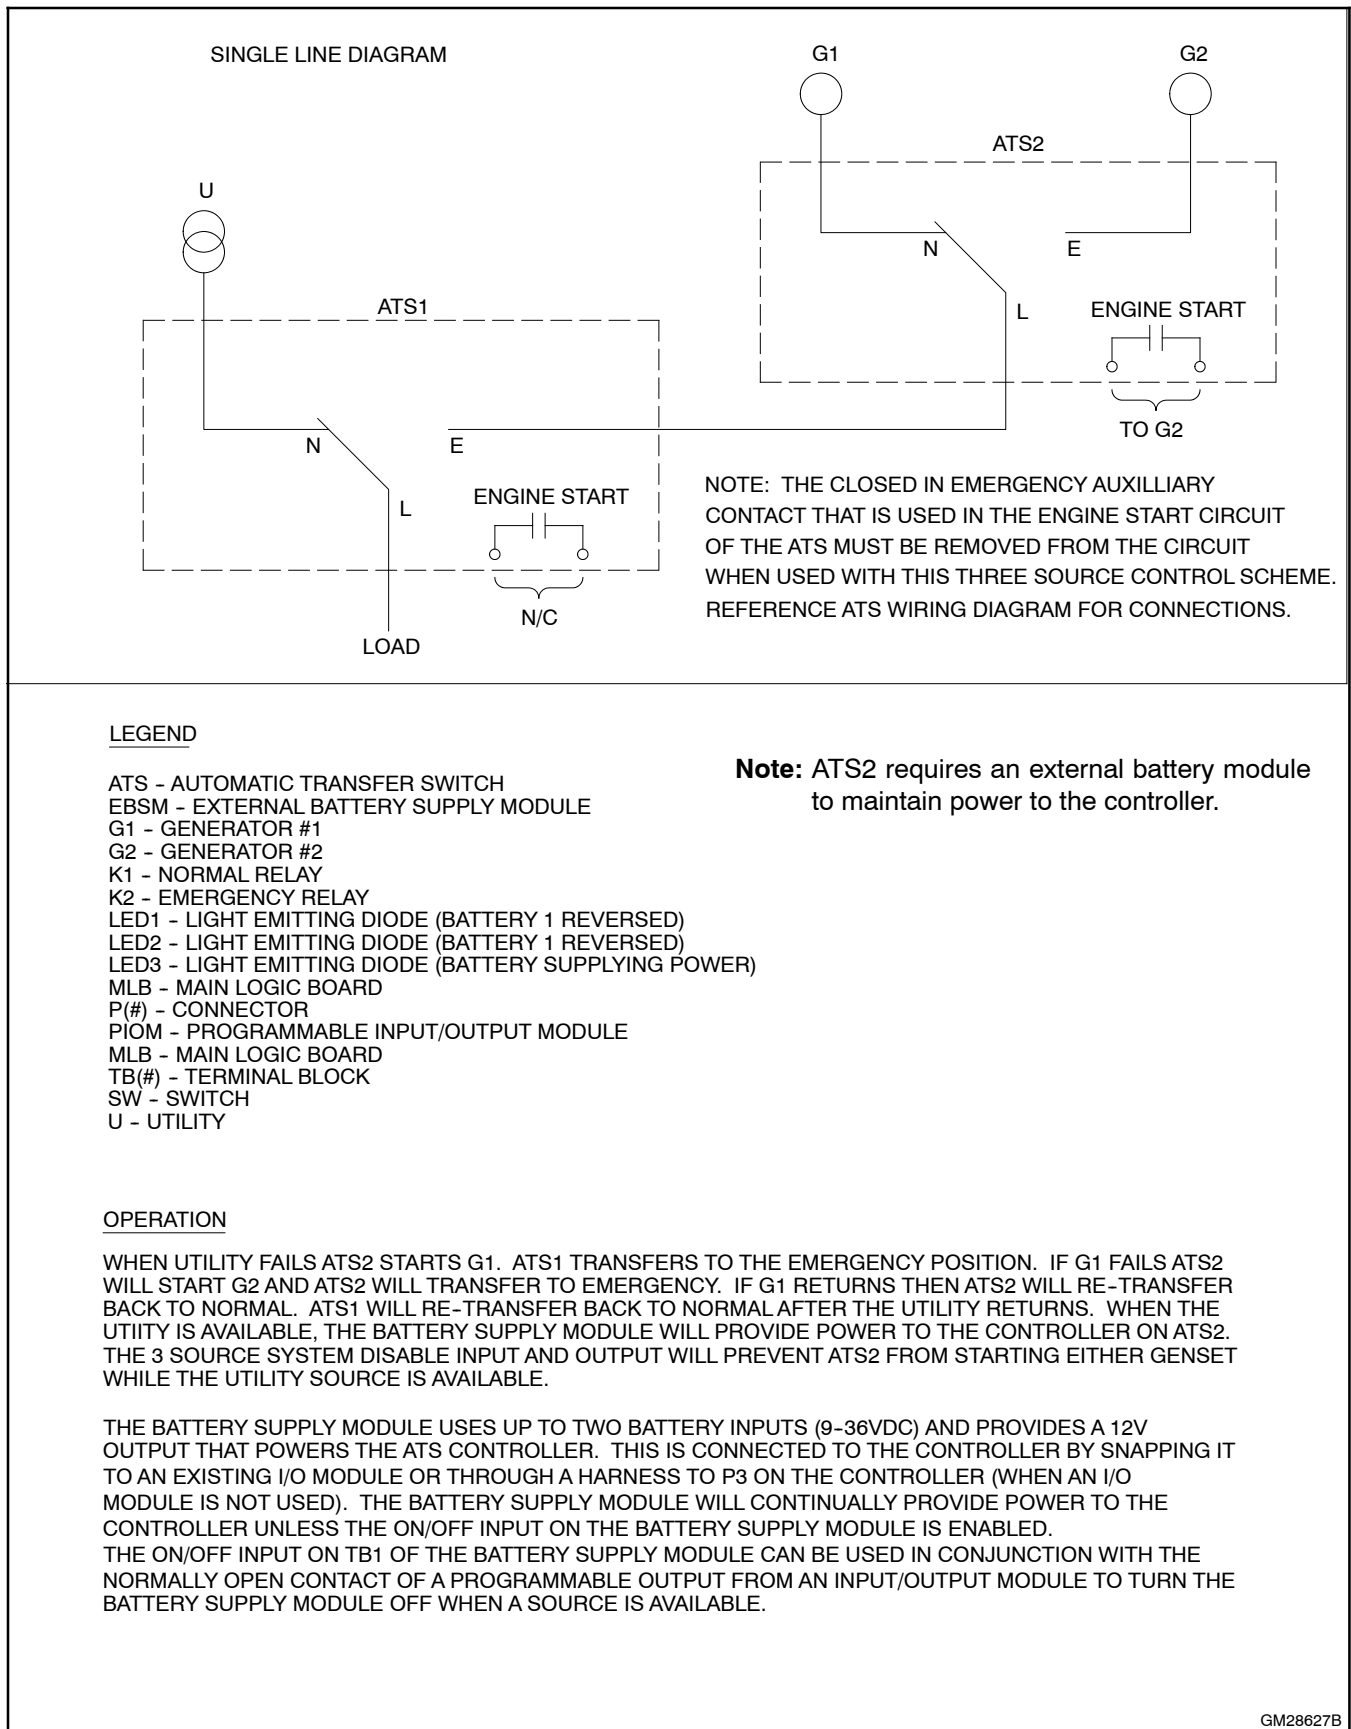 SINGLE LINE DIAGRAM
G1
G2
ATS2
U
N
E
ATS1
L
ENGINE START
TO G2
N
E
ENGINE START
L
N/C
LOAD
NOTE: THE CLOSED IN EMERGENCY AUXILLIARY
CONTACT THAT IS USED IN THE ENGINE START CIRCUIT
OF THE ATS MUST BE REMOVED FROM THE CIRCUIT
WHEN USED WITH THIS THREE SOURCE CONTROL SCHEME.
REFERENCE ATS WIRING DIAGRAM FOR CONNECTIONS.
LEGEND
ATS - AUTOMATIC TRANSFER SWITCH
EBSM - EXTERNAL BATTERY SUPPLY MODULE
G1 - GENERATOR #1
G2 - GENERATOR #2
K1 - NORMAL RELAY
K2 - EMERGENCY RELAY
LED1 - LIGHT EMITTING DIODE (BATTERY 1 REVERSED)
LED2 - LIGHT EMITTING DIODE (BATTERY 1 REVERSED)
LED3 - LIGHT EMITTING DIODE (BATTERY SUPPLYING POWER)
MLB - MAIN LOGIC BOARD
P(#) - CONNECTOR
PIOM - PROGRAMMABLE INPUT/OUTPUT MODULE
MLB - MAIN LOGIC BOARD
TB(#) - TERMINAL BLOCK
SW - SWITCH
U - UTILITY
Note: ATS2 requires an external battery module
to maintain power to the controller.
OPERATION
WHEN UTILITY FAILS ATS2 STARTS G1. ATS1 TRANSFERS TO THE EMERGENCY POSITION. IF G1 FAILS ATS2
WILL START G2 AND ATS2 WILL TRANSFER TO EMERGENCY. IF G1 RETURNS THEN ATS2 WILL RE-TRANSFER
BACK TO NORMAL. ATS1 WILL RE-TRANSFER BACK TO NORMAL AFTER THE UTILITY RETURNS. WHEN THE
UTIITY IS AVAILABLE, THE BATTERY SUPPLY MODULE WILL PROVIDE POWER TO THE CONTROLLER ON ATS2.
THE 3 SOURCE SYSTEM DISABLE INPUT AND OUTPUT WILL PREVENT ATS2 FROM STARTING EITHER GENSET
WHILE THE UTILITY SOURCE IS AVAILABLE.
THE BATTERY SUPPLY MODULE USES UP TO TWO BATTERY INPUTS (9-36VDC) AND PROVIDES A 12V
OUTPUT THAT POWERS THE ATS CONTROLLER. THIS IS CONNECTED TO THE CONTROLLER BY SNAPPING IT
TO AN EXISTING I/O MODULE OR THROUGH A HARNESS TO P3 ON THE CONTROLLER (WHEN AN I/O
MODULE IS NOT USED). THE BATTERY SUPPLY MODULE WILL CONTINUALLY PROVIDE POWER TO THE
CONTROLLER UNLESS THE ON/OFF INPUT ON THE BATTERY SUPPLY MODULE IS ENABLED.
THE ON/OFF INPUT ON TB1 OF THE BATTERY SUPPLY MODULE CAN BE USED IN CONJUNCTION WITH THE
NORMALLY OPEN CONTACT OF A PROGRAMMABLE OUTPUT FROM AN INPUT/OUTPUT MODULE TO TURN THE
BATTERY SUPPLY MODULE OFF WHEN A SOURCE IS AVAILABLE.
GM28627B